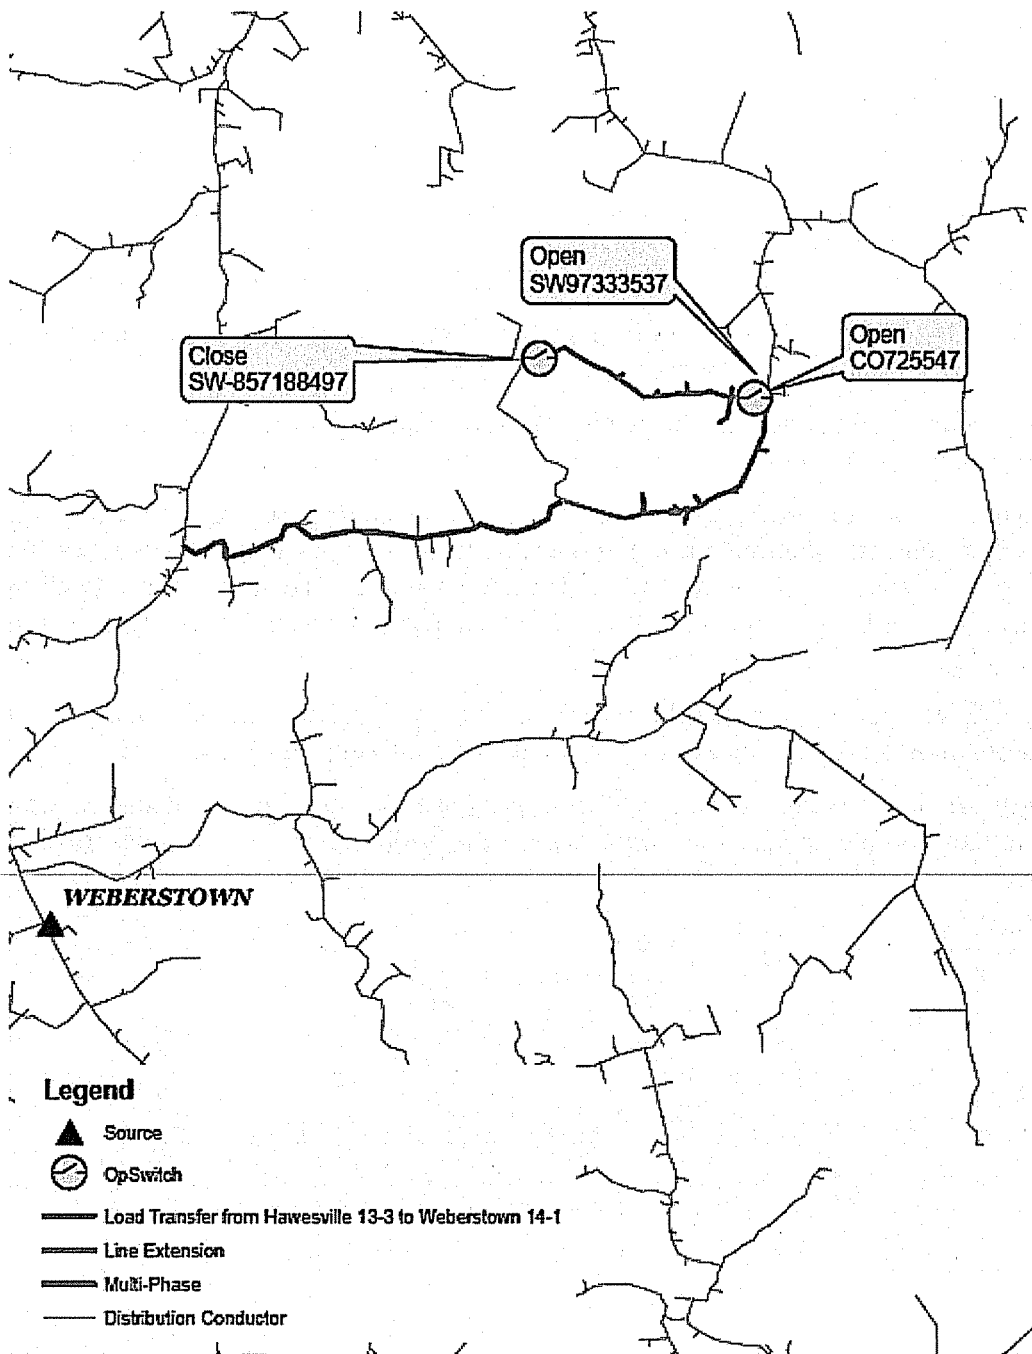 Open
SW97333537
Open
CO725547
Close
SW-857188497
WEBERSTOWN
Legend
Source
OpSwitch
Load Transfer from Hawesville 13-3 to Weberstown 14-1
Line Extension
Multi-Phase
Distribution Conductor